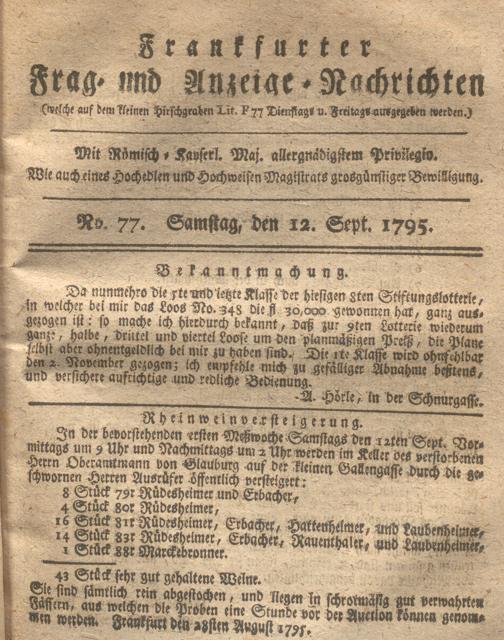 Frankfurter
Frag- und Anzeige-Nachrichten
(welche auf dem kleinen Hirschgraben Lit. F 77 Dienstags u. Freitags ausgegeben werden.)
Mit Römisch-Kayserl. Maj. allergnädigstem Privilegio.
Wie auch eines Hochedlen und Hochweisen Magistrats grosgünstiger Bewilligung.
No. 77. Samstag, den 12. Sept. 1795.
Bekanntmachung.
Da nunmehro die 5te und letzte Klasse der hiesigen 8ten Stiftungslotterie,
in welcher bei mir das Loos No. 348 die fl 30,000 gewonnen hat, ganz aus-
gezogen ist: so mache ich hierdurch bekannt, daß zur 9ten Lotterie wiederum
ganze, halbe, drittel und viertel Loose um den planmäsigen Preiß, die Plane
selbst aber ohnentgeldlich bei mir zu haben sind. Die 1te Klasse wird ohnfehlbar
den 2. November gezogen; ich empfehle mich zu gefälliger Abnahme bestens,
und versichere aufrichtige und redliche Bedienung.
A. Hörle, in der Schnurgasse.
Rheinweinversteigerung.
In der bevorstehenden ersten Meßwoche Samstags den 12ten Sept. Vor-
mittags um 9 Uhr und Nachmittags um 2 Uhr werden im Keller des verstorbenen
Herrn Oberamtmann von Glauburg auf der kleinen Gallengasse durch die ge-
schwornen Herren Ausrüfer öffentlich versteigert:
8 Stück 79r Rüdesheimer und Erbacher,
4 Stück 80r Rüdesheimer,
16 Stück 81r Rüdesheimer, Erbacher, Hattenheimer, und Laubenheimer,
14 Stück 83r Rüdesheimer, Erbacher, Rauenthaler, und Laubenheimer,
1 Stück 88r Marckebronner.
43 Stück sehr gut gehaltene Weine.
Sie sind sämtlich rein abgestochen, und liegen in schrotmäsig gut verwahrten
Fässern, aus welchen die Proben eine Stunde vor der Auction können genom-
men werden. Frankfurt den 28sten August 1795.